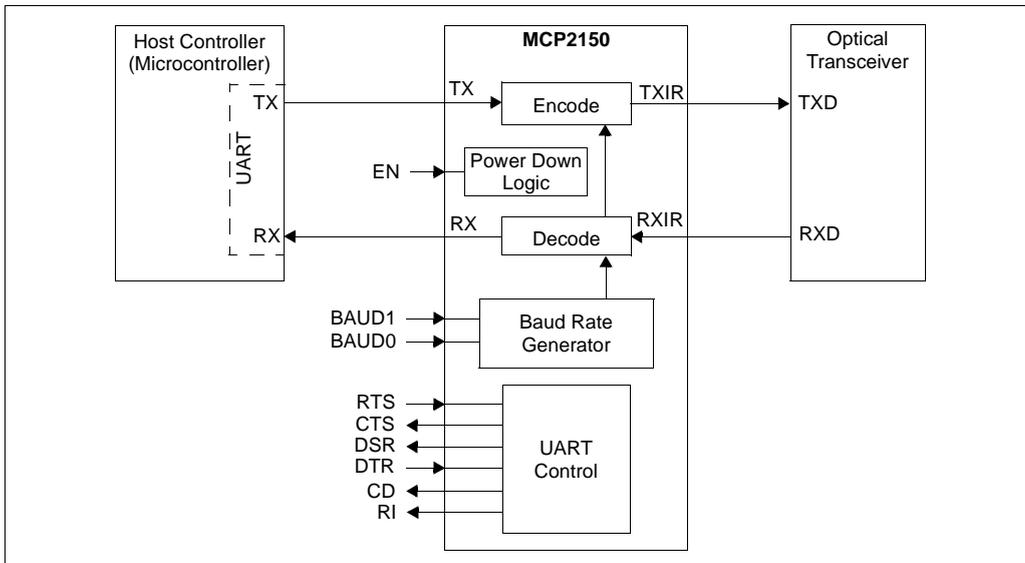 Host Controller
(Microcontroller)
TX
UART
RX
MCP2150
TX
Encode
TXIR
EN
Power Down
Logic
RX
Decode
RXIR
BAUD1
BAUD0
Baud Rate
Generator
RTS
CTS
DSR
DTR
CD
RI
UART
Control
Optical
Transceiver
TXD
RXD